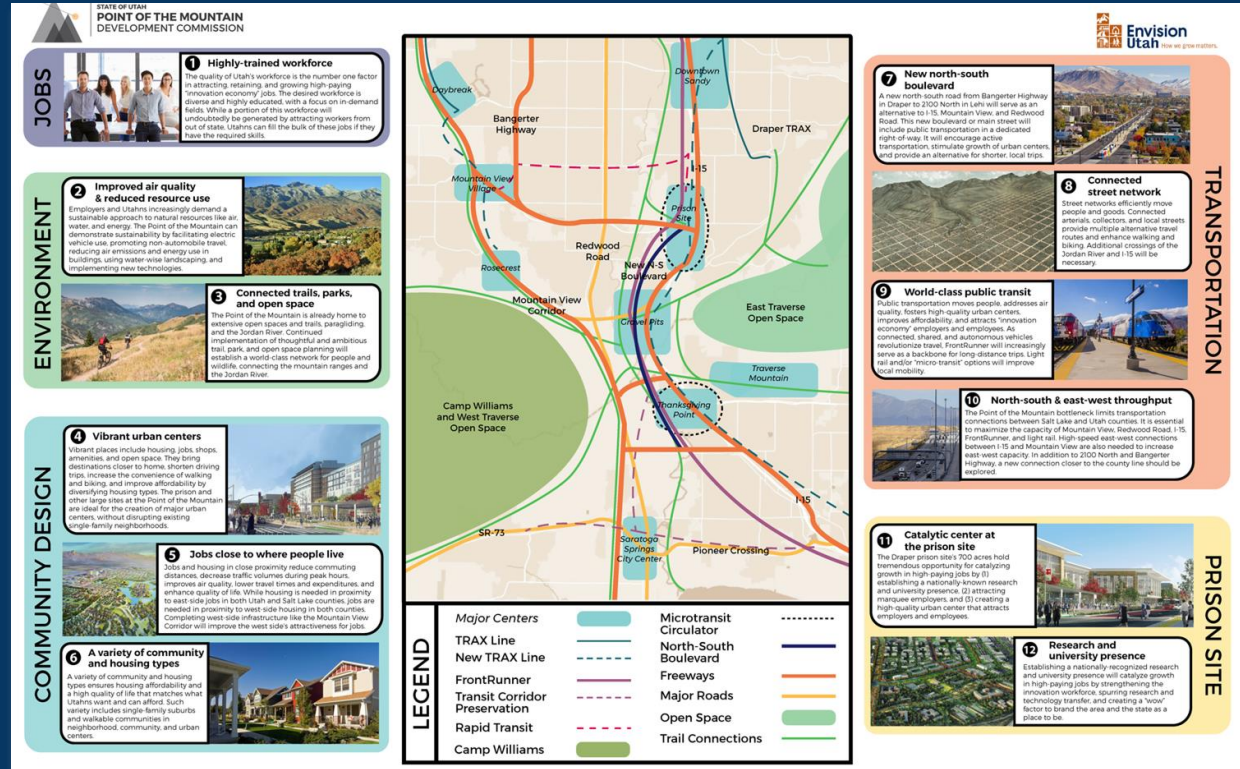 STATE OF UTAH
POINT OF THE MOUNTAIN
DEVELOPMENT COMMISSION
Envision
Utah How we grow matters.
JOBS
1 Highly-trained workforce
The quality of Utah's workforce is the number one factor
in attracting, retaining, and growing high-paying
"innovation economy" jobs. The desired workforce is
diverse and highly educated, with a focus on in-demand
fields. While a portion of this workforce will
undoubtedly be generated by attracting workers from
out of state, Utahns can fill the bulk of these jobs if they
have the required skills.
ENVIRONMENT
2 Improved air quality
& reduced resource use
Employers and Utahns increasingly demand a
sustainable approach to natural resources like air,
water, and energy. The Point of the Mountain can
demonstrate sustainability by facilitating electric
vehicle use, promoting non-automobile travel,
reducing air emissions and energy use in
buildings, using water-wise landscaping, and
implementing new technologies.
3 Connected trails, parks,
and open space
The Point of the Mountain is already home to
extensive open spaces and trails, paragliding,
and the Jordan River. Continued
implementation of thoughtful and ambitious
trail, park, and open space planning will
establish a world-class network for people and
wildlife, connecting the mountain ranges and
the Jordan River.
COMMUNITY DESIGN
4 Vibrant urban centers
Vibrant places include housing, jobs, shops,
amenities, and open space. They bring
destinations closer to home, shorten driving
trips, increase the convenience of walking
and biking, and improve affordability by
diversifying housing types. The prison and
other large sites at the Point of the Mountain
are ideal for the creation of major urban
centers, without disrupting existing
single-family neighborhoods.
5 Jobs close to where people live
Jobs and housing in close proximity reduce commuting
distances, decrease traffic volumes during peak hours,
improves air quality, lower travel times and expenditures, and
enhance quality of life. While housing is needed in proximity
to east-side jobs in both Utah and Salt Lake counties, jobs are
needed in proximity to west-side housing in both counties.
Completing west-side infrastructure like the Mountain View
Corridor will improve the west side's attractiveness for jobs.
6 A variety of community
and housing types
A variety of community and housing
types ensures housing affordability and
a high quality of life that matches what
Utahns want and can afford. Such
variety includes single-family suburbs
and walkable communities in
neighborhood, community, and urban
centers.
Daybreak
Downtown
Sandy
Bangerter
Highway
Draper TRAX
I-15
Mountain View
Village
Prison
Site
Redwood
Road
New N-S
Boulevard
Rosecrest
Mountain View
Corridor
Gravel Pits
East Traverse
Open Space
Traverse
Mountain
Camp Williams
and West Traverse
Open Space
Thanksgiving
Point
I-15
SR-73
Saratoga
Springs
City Center
Pioneer Crossing
LEGEND
Major Centers
TRAX Line
New TRAX Line
FrontRunner
Transit Corridor
Preservation
Rapid Transit
Camp Williams
Microtransit
Circulator
North-South
Boulevard
Freeways
Major Roads
Open Space
Trail Connections
TRANSPORTATION
7 New north-south
boulevard
A new north-south road from Bangerter Highway
in Draper to 2100 North in Lehi will serve as an
alternative to I-15, Mountain View, and Redwood
Road. This new boulevard or main street will
include public transportation in a dedicated
right-of-way. It will encourage active
transportation, stimulate growth of urban centers,
and provide an alternative for shorter, local trips.
8 Connected
street network
Street networks efficiently move
people and goods. Connected
arterials, collectors, and local streets
provide multiple alternative travel
routes and enhance walking and
biking. Additional crossings of the
Jordan River and I-15 will be
necessary.
9 World-class public transit
Public transportation moves people, addresses air
quality, fosters high-quality urban centers,
improves affordability, and attracts "innovation
economy" employers and employees. As
connected, shared, and autonomous vehicles
revolutionize travel, FrontRunner will increasingly
serve as a backbone for long-distance trips. Light
rail and/or "micro-transit" options will improve
local mobility.
10 North-south & east-west throughput
The Point of the Mountain bottleneck limits transportation
connections between Salt Lake and Utah counties. It is essential
to maximize the capacity of Mountain View, Redwood Road, I-15,
FrontRunner, and light rail. High-speed east-west connections
between I-15 and Mountain View are also needed to increase
east-west capacity. In addition to 2100 North and Bangerter
Highway, a new connection closer to the county line should be
explored.
PRISON SITE
11 Catalytic center at
the prison site
The Draper prison site's 700 acres hold
tremendous opportunity for catalyzing
growth in high-paying jobs by (1)
establishing a nationally-known research
and university presence, (2) attracting
marquee employers, and (3) creating a
high-quality urban center that attracts
employers and employees.
12 Research and
university presence
Establishing a nationally-recognized research
and university presence will catalyze growth
in high-paying jobs by strengthening the
innovation workforce, spurring research and
technology transfer, and creating a "wow"
factor to brand the area and the state as a
place to be.